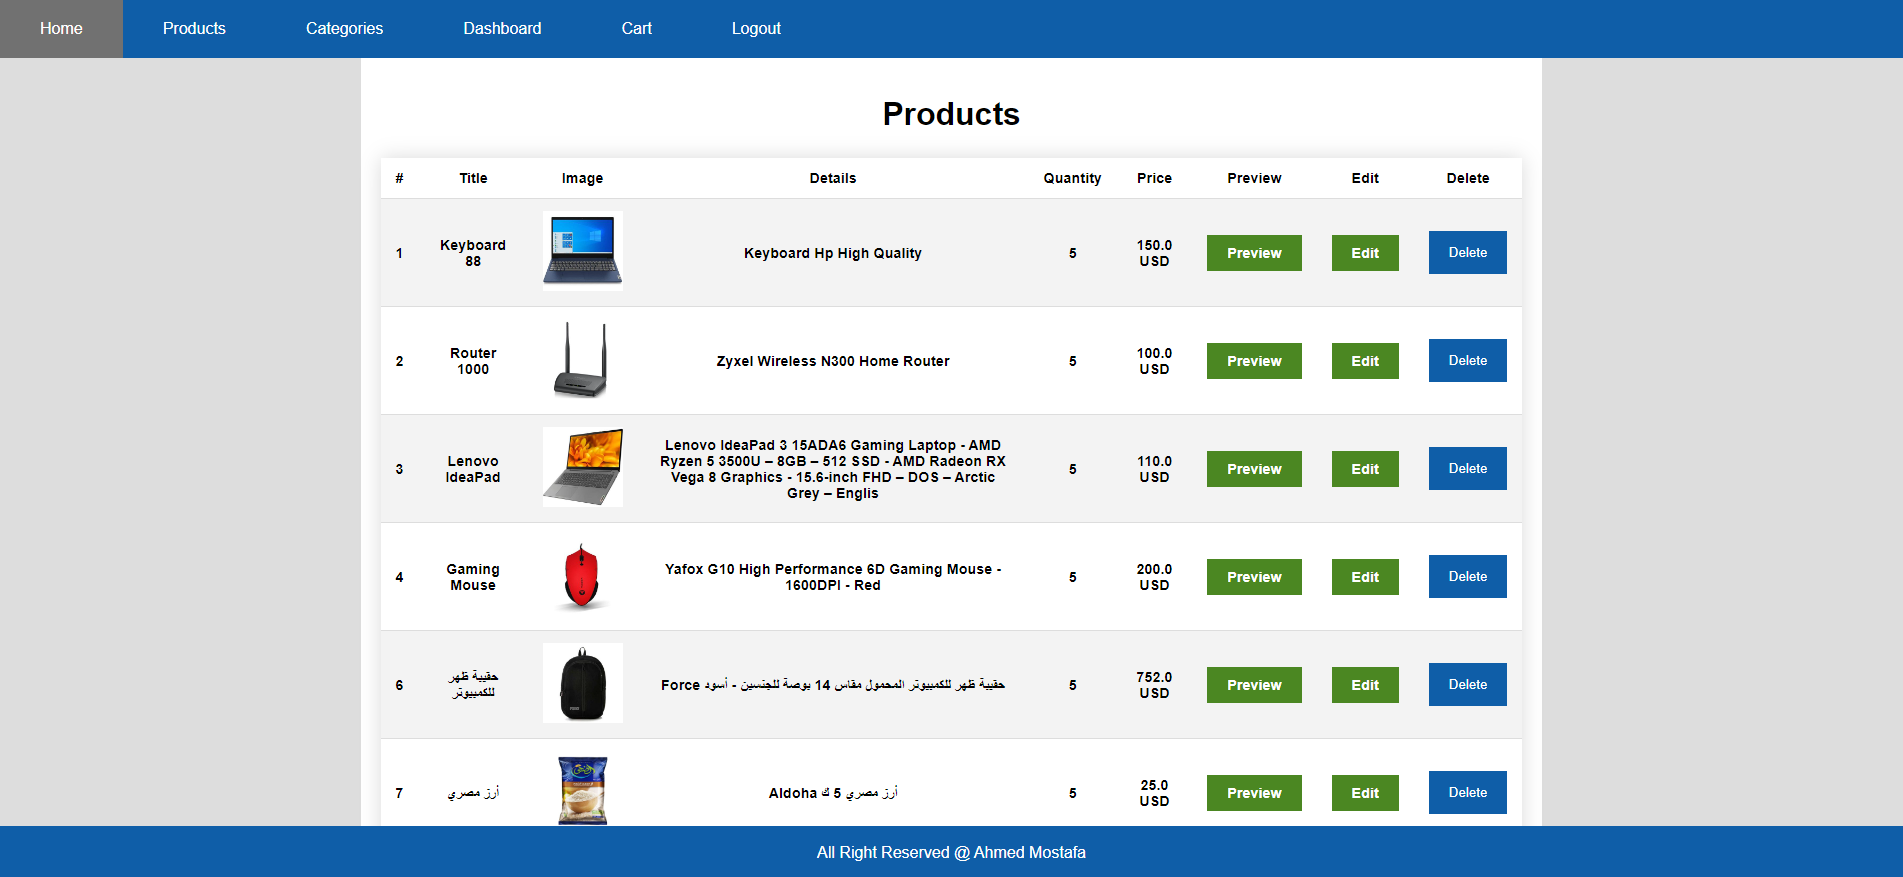 Home Products Categories Dashboard Cart Logout
Products
# Title Image Details Quantity Price Preview Edit Delete
1 Keyboard 88 Keyboard Hp High Quality 5 150.0 USD Preview Edit Delete
2 Router 1000 Zyxel Wireless N300 Home Router 5 100.0 USD Preview Edit Delete
3 Lenovo IdeaPad Lenovo IdeaPad 3 15ADA6 Gaming Laptop - AMD
Ryzen 5 3500U – 8GB – 512 SSD - AMD Radeon RX
Vega 8 Graphics - 15.6-inch FHD – DOS – Arctic
Grey – Englis 5 110.0 USD Preview Edit Delete
4 Gaming Mouse Yafox G10 High Performance 6D Gaming Mouse -
1600DPI - Red 5 200.0 USD Preview Edit Delete
6 حقيبة ظهر للكمبيوتر حقيبة ظهر للكمبيوتر المحمول مقاس 14 بوصة للجنسين - أسود Force 5 752.0 USD Preview Edit Delete
7 أرز مصري أرز مصري 5 ك Aldoha 5 25.0 USD Preview Edit Delete
All Right Reserved @ Ahmed Mostafa